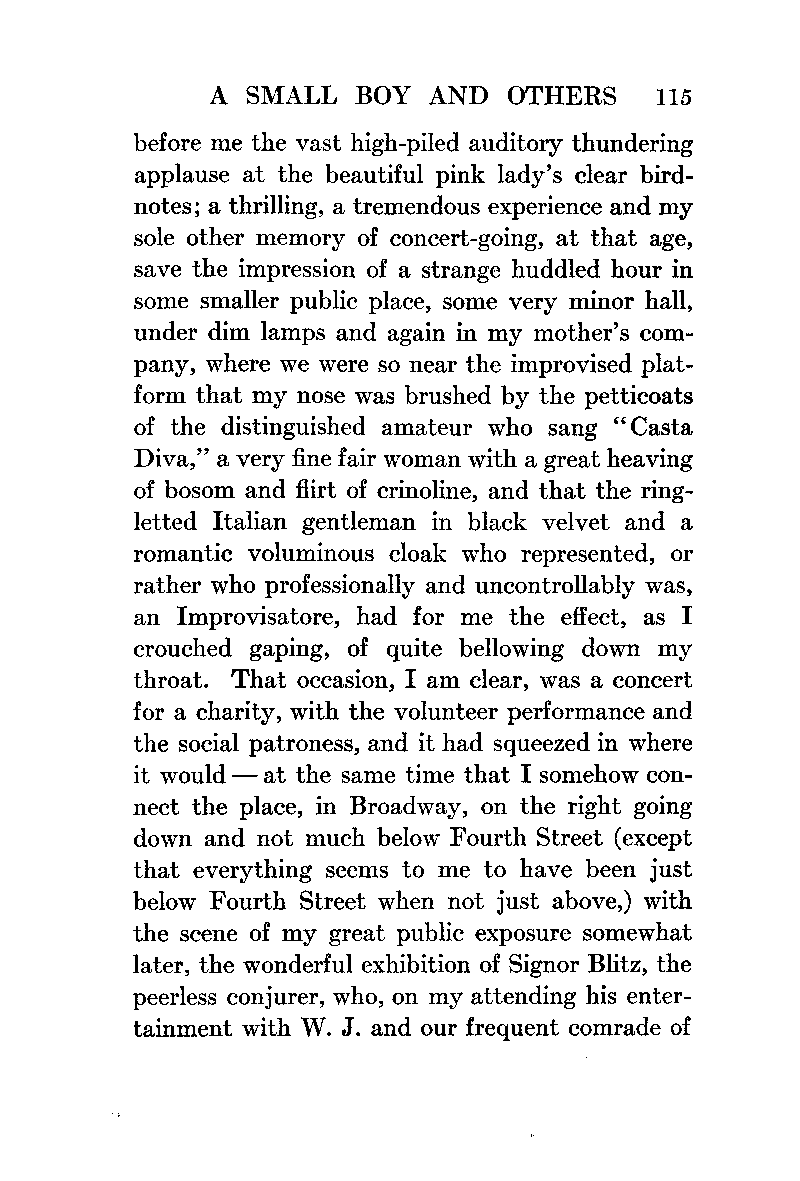 A SMALL BOY AND OTHERS 115
before me the vast high-piled auditory thundering
applause at the beautiful pink lady's clear bird-
notes; a thrilling, a tremendous experience and my
sole other memory of concert-going, at that age,
save the impression of a strange huddled hour in
some smaller public place, some very minor hall,
under dim lamps and again in my mother's com-
pany, where we were so near the improvised plat-
form that my nose was brushed by the petticoats
of the distinguished amateur who sang "Casta
Diva," a very fine fair woman with a great heaving
of bosom and flirt of crinoline, and that the ring-
letted Italian gentleman in black velvet and a
romantic voluminous cloak who represented, or
rather who professionally and uncontrollably was,
an Improvisatore, had for me the effect, as I
crouched gaping, of quite bellowing down my
throat. That occasion, I am clear, was a concert
for a charity, with the volunteer performance and
the social patroness, and it had squeezed in where
it would — at the same time that I somehow con-
nect the place, in Broadway, on the right going
down and not much below Fourth Street (except
that everything seems to me to have been just
below Fourth Street when not just above,) with
the scene of my great public exposure somewhat
later, the wonderful exhibition of Signor Blitz, the
peerless conjurer, who, on my attending his enter-
tainment with W. J. and our frequent comrade of